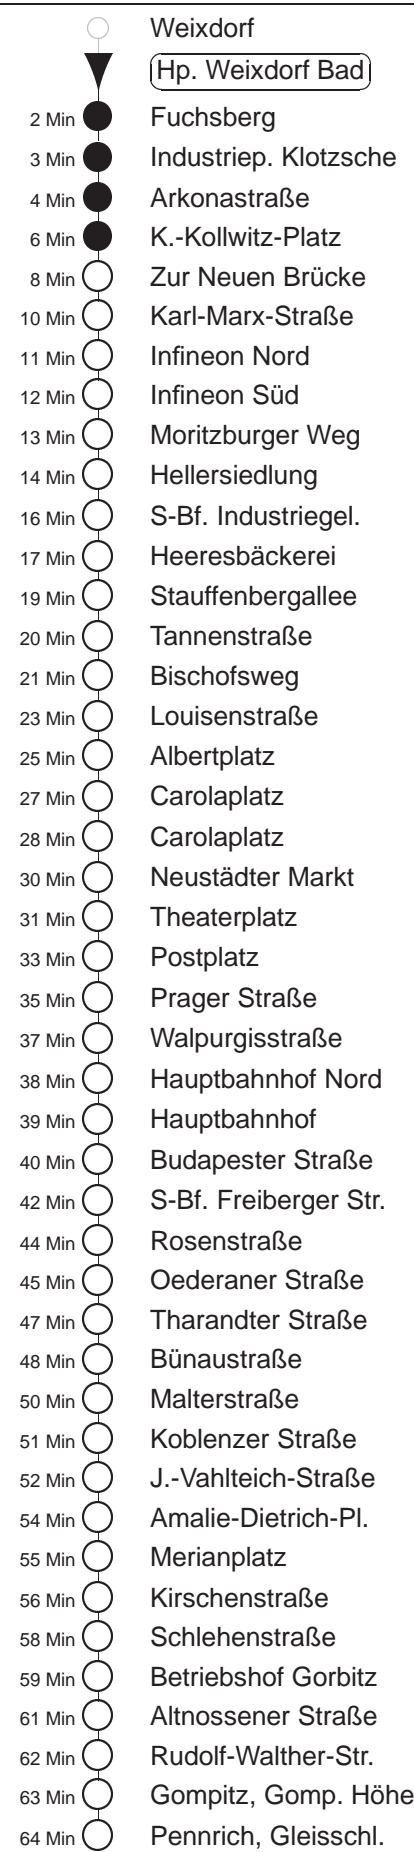 Weixdorf
Hp. Weixdorf Bad
2 Min Fuchsberg
3 Min Industriep. Klotzsche
4 Min Arkonastraße
6 Min K.-Kollwitz-Platz
8 Min Zur Neuen Brücke
10 Min Karl-Marx-Straße
11 Min Infineon Nord
12 Min Infineon Süd
13 Min Moritzburger Weg
14 Min Hellersiedlung
16 Min S-Bf. Industriegel.
17 Min Heeresbäckerei
19 Min Stauffenbergallee
20 Min Tannenstraße
21 Min Bischofsweg
23 Min Louisenstraße
25 Min Albertplatz
27 Min Carolaplatz
28 Min Carolaplatz
30 Min Neustädter Markt
31 Min Theaterplatz
33 Min Postplatz
35 Min Prager Straße
37 Min Walpurgisstraße
38 Min Hauptbahnhof Nord
39 Min Hauptbahnhof
40 Min Budapester Straße
42 Min S-Bf. Freiberger Str.
44 Min Rosenstraße
45 Min Oederaner Straße
47 Min Tharandter Straße
48 Min Bünaustraße
50 Min Malterstraße
51 Min Koblenzer Straße
52 Min J.-Vahlteich-Straße
54 Min Amalie-Dietrich-Pl.
55 Min Merianplatz
56 Min Kirschenstraße
58 Min Schlehenstraße
59 Min Betriebshof Gorbitz
61 Min Altnossener Straße
62 Min Rudolf-Walther-Str.
63 Min Gompitz, Gomp. Höhe
64 Min Pennrich, Gleisschl.